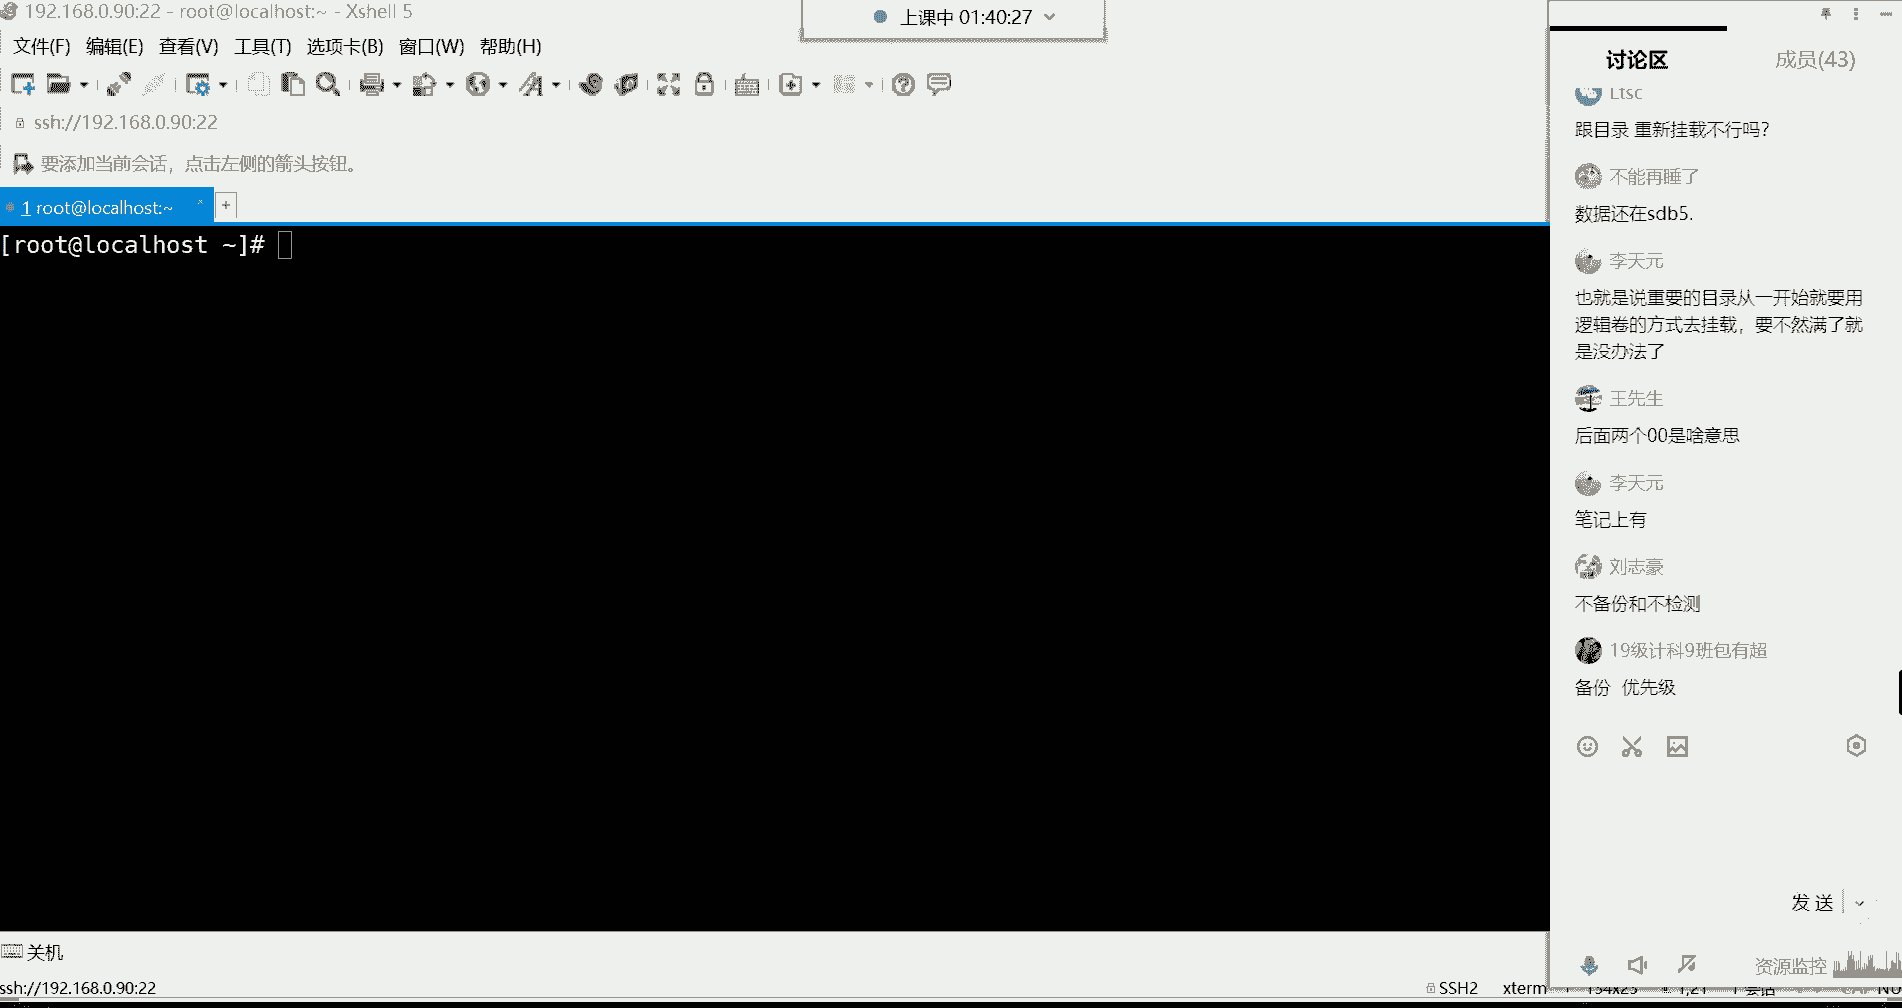 192.168.0.90:22 - root@localhost:~ - Xshell 5
上课中 01:40:27
文件(F) 编辑(E) 查看(V) 工具(T) 选项卡(B) 窗口(W) 帮助(H)
ssh://192.168.0.90:22
要添加当前会话，点击左侧的箭头按钮。
1 root@localhost:~
[root@localhost ~]#
关机
ssh://192.168.0.90:22
SSH2 xterm
讨论区 成员(43)
Ltsc
跟目录 重新挂载不行吗?
不能再睡了
数据还在sdb5.
李天元
也就是说重要的目录从一开始就要用
逻辑卷的方式去挂载，要不然满了就
是没办法了
王先生
后面两个00是啥意思
李天元
笔记上有
刘志豪
不备份和不检测
19级计科9班包有超
备份 优先级
发送
资源监控